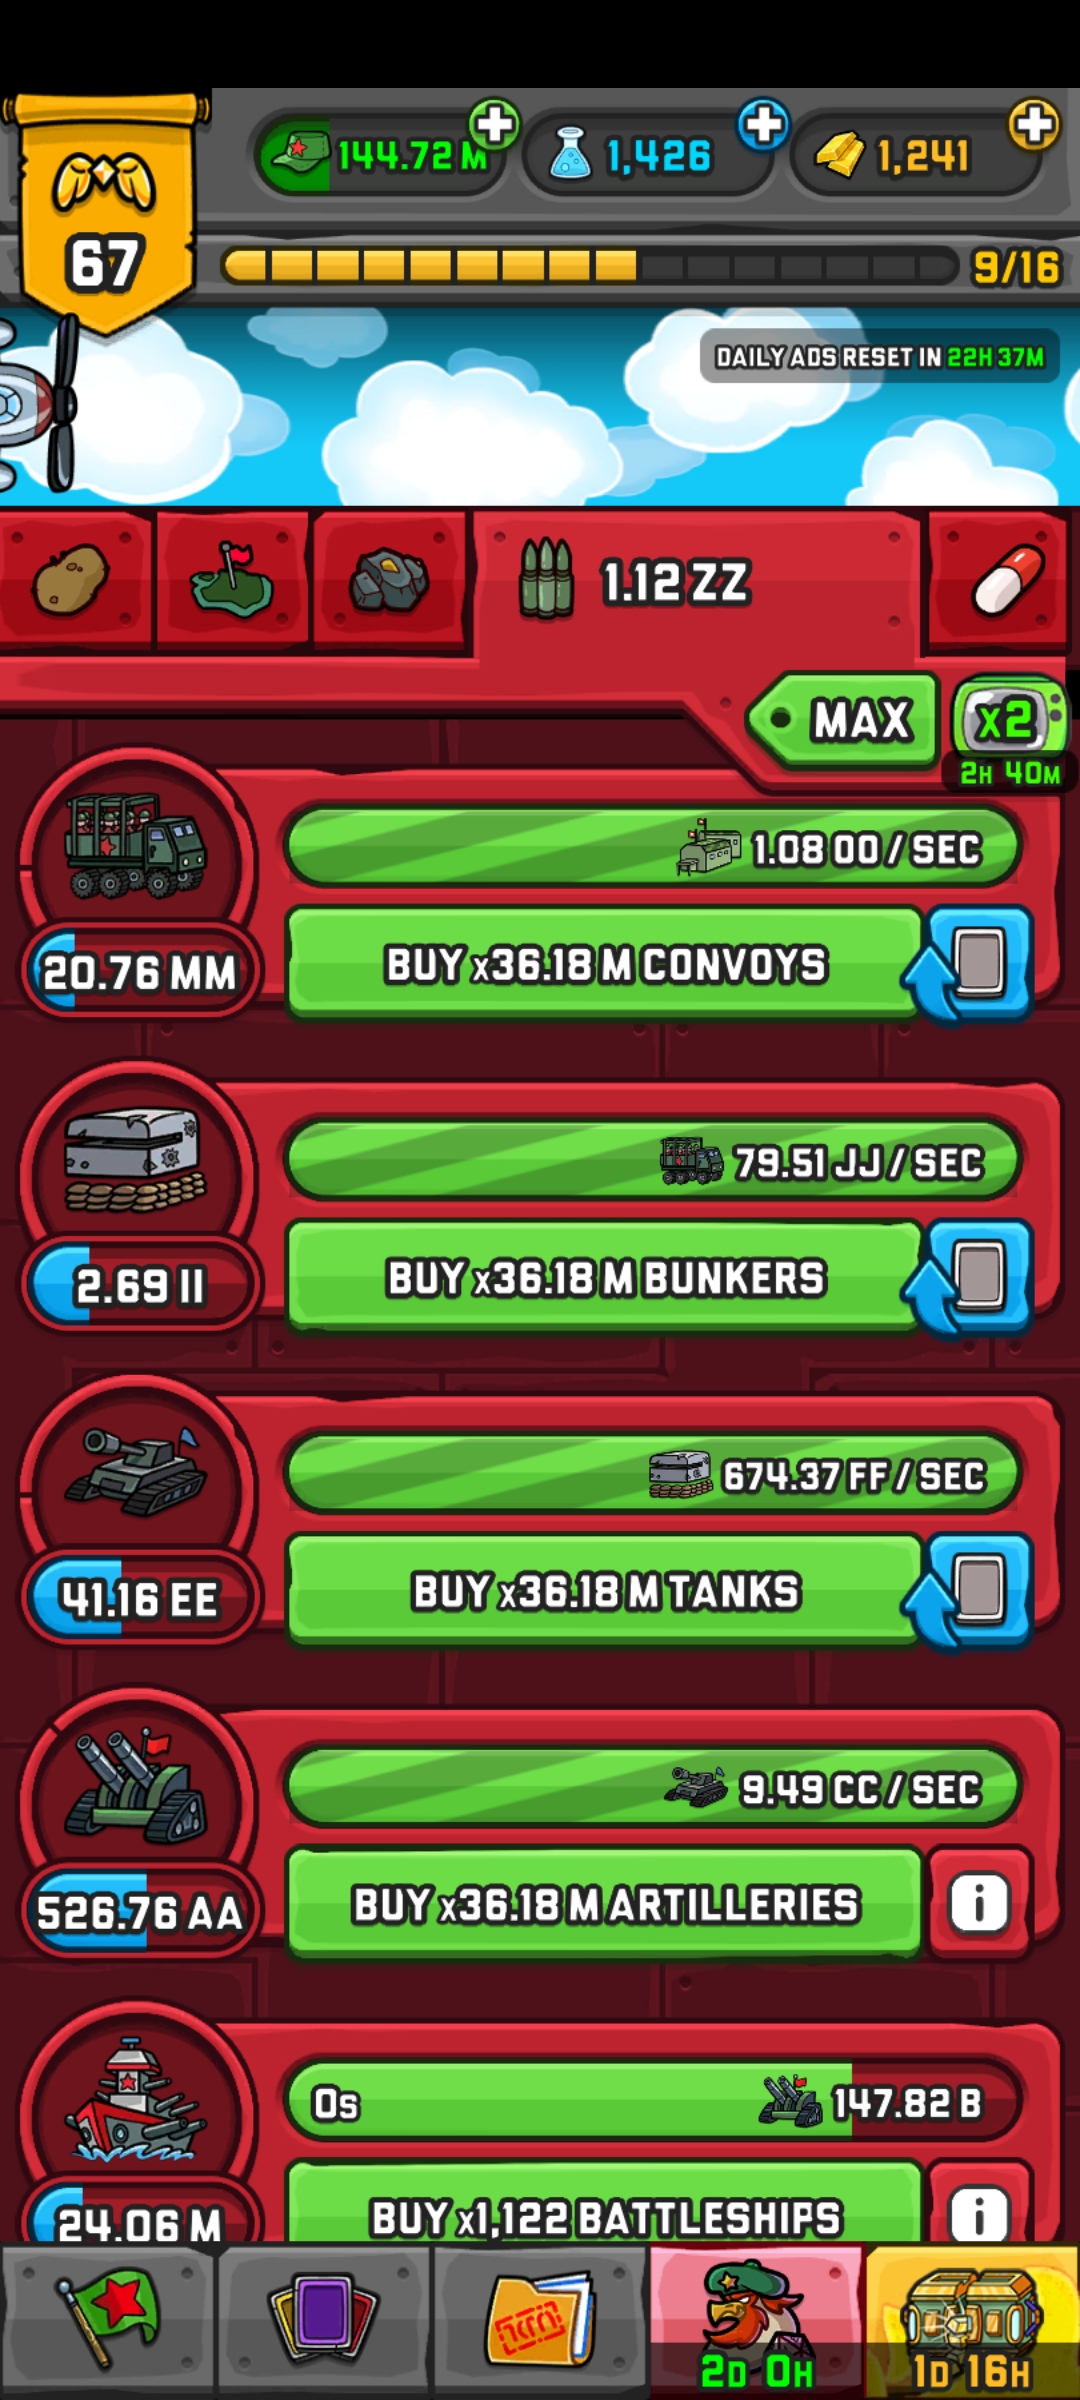 144.72 M
1,426
1,241
67
9/16
DAILY ADS RESET IN 22H 37M
1.12 ZZ
MAX
x2
2H 40M
1.08 OO / SEC
20.76 MM
BUY x36.18 M CONVOYS
79.51 JJ / SEC
2.69 II
BUY x36.18 M BUNKERS
674.37 FF / SEC
41.16 EE
BUY x36.18 M TANKS
9.49 CC / SEC
526.76 AA
BUY x36.18 M ARTILLERIES
i
0s
147.82 B
24.06 M
BUY x1,122 BATTLESHIPS
i
2D 0H
1D 16H